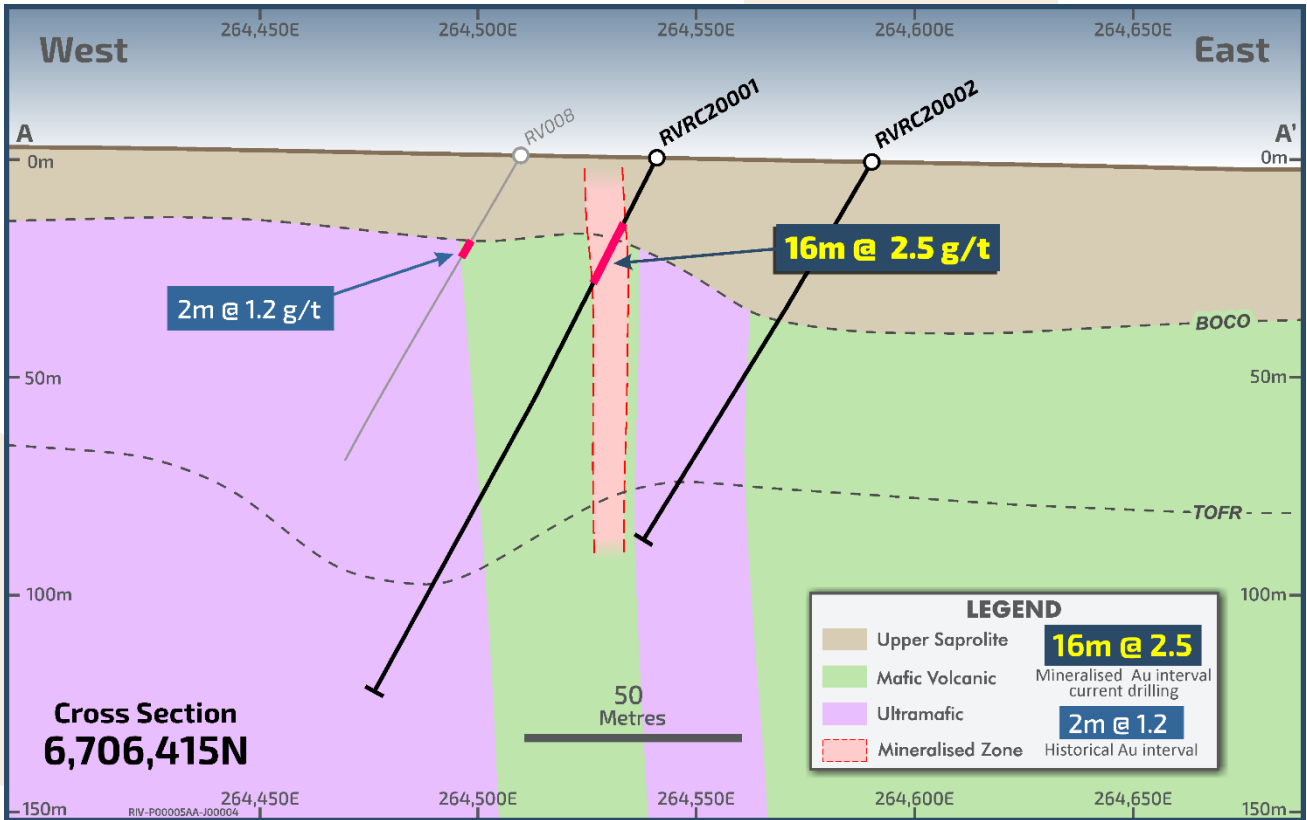 264,450E 264,500E 264,550E 264,600E 264,650E
West
East
RV008
RVRC20001
RVRC20002
A
A'
0m
0m
16m @ 2.5 g/t
2m @ 1.2 g/t
BOCO
50m
50m
TOFR
100m
100m
LEGEND
Upper Saprolite
Mafic Volcanic
Ultramafic
Mineralised Zone
16m @ 2.5
Mineralised Au interval
current drilling
2m @ 1.2
Historical Au interval
50
Metres
Cross Section
6,706,415N
150m
RIV-P00005AA-J00004
264,450E 264,500E 264,550E 264,600E 264,650E
150m